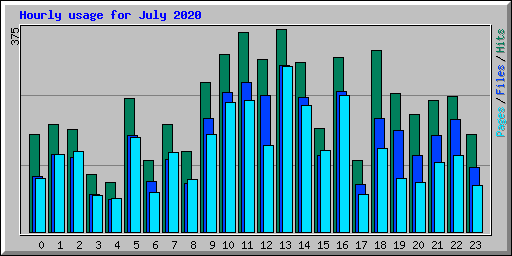 Hourly usage for July 2020
375
Pages/Files/Hits
0 1 2 3 4 5 6 7 8 9 10 11 12 13 14 15 16 17 18 19 20 21 22 23